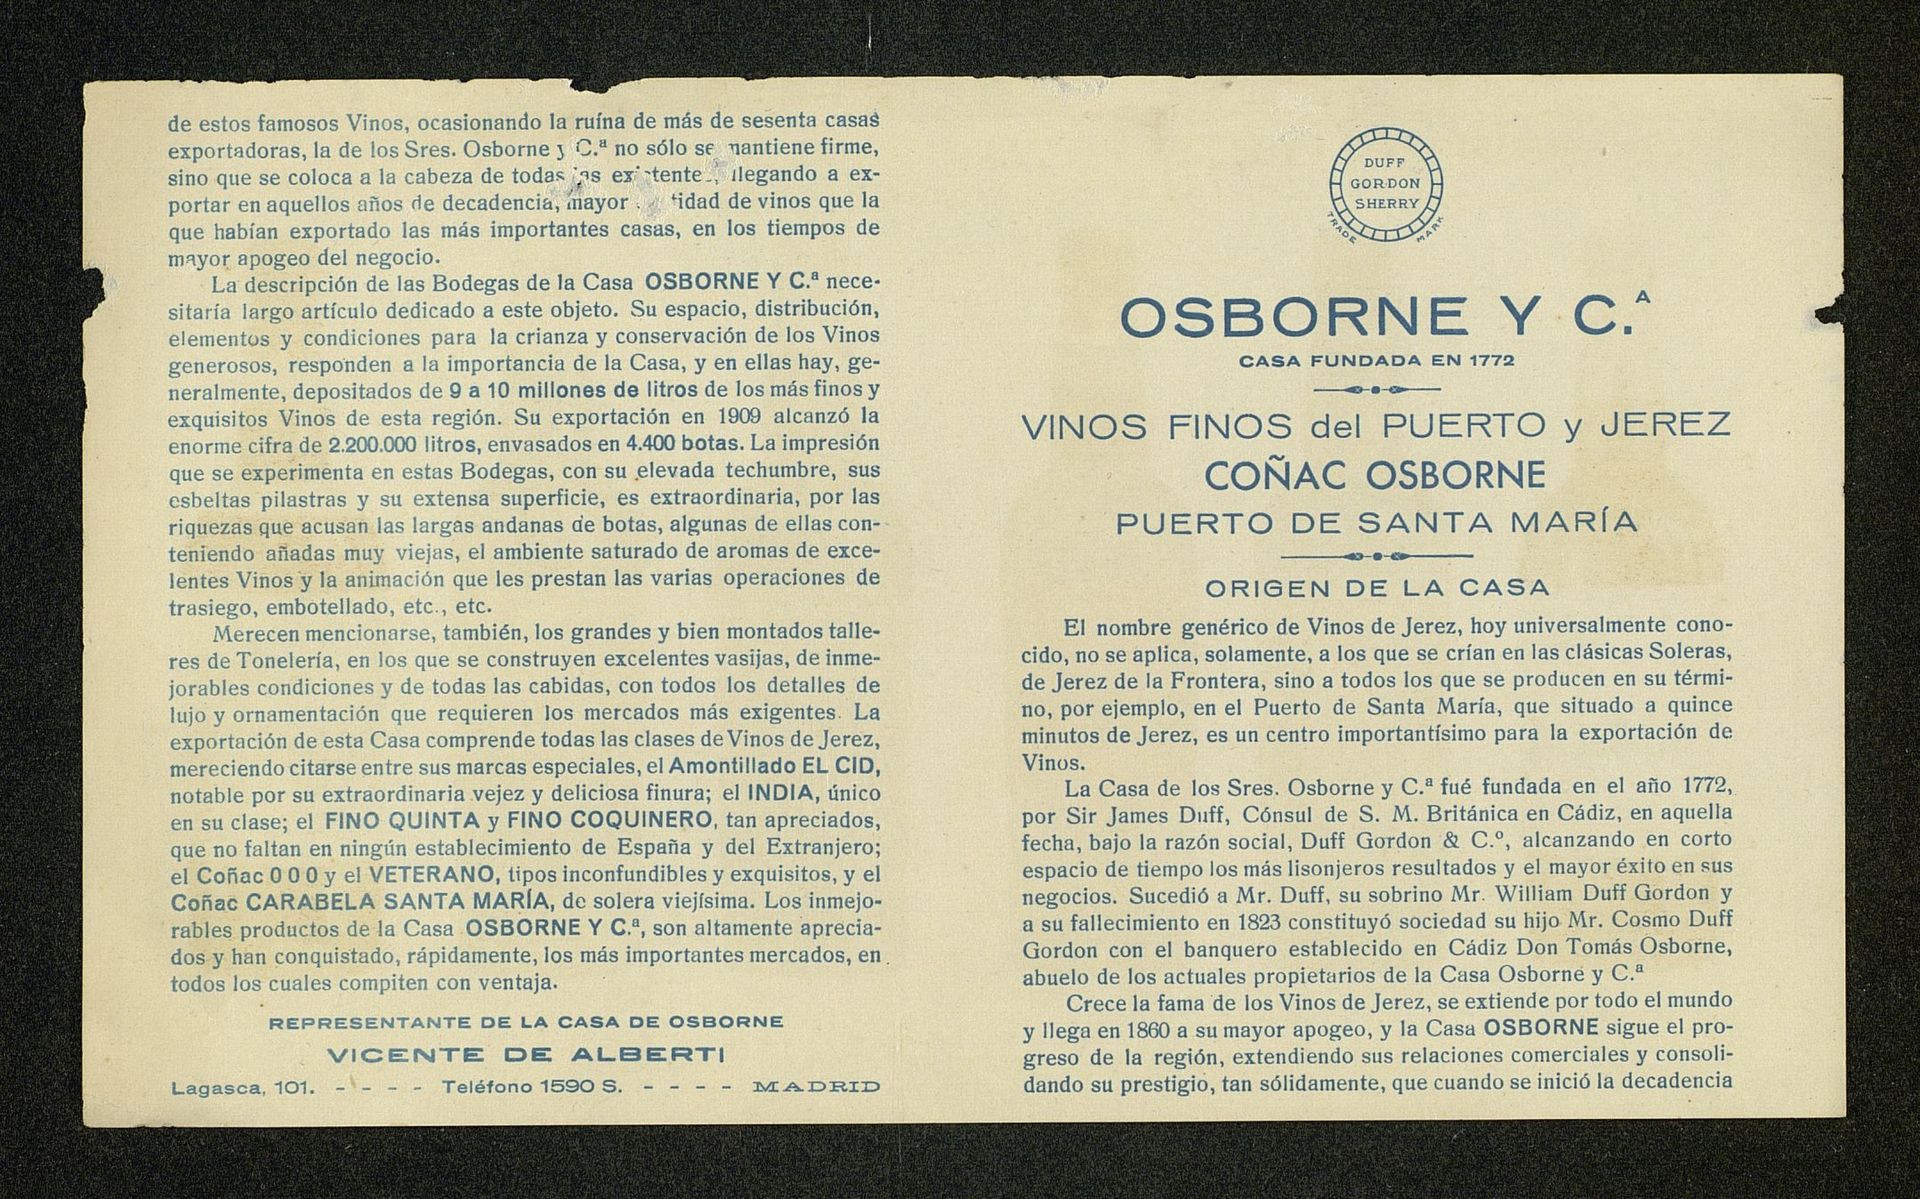 DUFF
GORDON
SHERRY
TRADE MARK
OSBORNE Y C.ᴬ
CASA FUNDADA EN 1772
VINOS FINOS del PUERTO y JEREZ
COÑAC OSBORNE
PUERTO DE SANTA MARÍA
ORIGEN DE LA CASA
El nombre genérico de Vinos de Jerez, hoy universalmente cono-
cido, no se aplica, solamente, a los que se crían en las clásicas Soleras,
de Jerez de la Frontera, sino a todos los que se producen en su térmi-
no, por ejemplo, en el Puerto de Santa María, que situado a quince
minutos de Jerez, es un centro importantísimo para la exportación de
Vinos.
La Casa de los Sres. Osborne y C.ª fué fundada en el año 1772,
por Sir James Duff, Cónsul de S. M. Británica en Cádiz, en aquella
fecha, bajo la razón social, Duff Gordon & C.º, alcanzando en corto
espacio de tiempo los más lisonjeros resultados y el mayor éxito en sus
negocios. Sucedió a Mr. Duff, su sobrino Mr. William Duff Gordon y
a su fallecimiento en 1823 constituyó sociedad su hijo Mr. Cosmo Duff
Gordon con el banquero establecido en Cádiz Don Tomás Osborne,
abuelo de los actuales propietarios de la Casa Osborne y C.ª
Crece la fama de los Vinos de Jerez, se extiende por todo el mundo
y llega en 1860 a su mayor apogeo, y la Casa OSBORNE sigue el pro-
greso de la región, extendiendo sus relaciones comerciales y consoli-
dando su prestigio, tan sólidamente, que cuando se inició la decadencia
de estos famosos Vinos, ocasionando la ruína de más de sesenta casas
exportadoras, la de los Sres. Osborne y C.ª no sólo se mantiene firme,
sino que se coloca a la cabeza de todas las existentes, llegando a ex-
portar en aquellos años de decadencia, mayor cantidad de vinos que la
que habían exportado las más importantes casas, en los tiempos de
mayor apogeo del negocio.
La descripción de las Bodegas de la Casa OSBORNE Y C.ª nece-
sitaría largo artículo dedicado a este objeto. Su espacio, distribución,
elementos y condiciones para la crianza y conservación de los Vinos
generosos, responden a la importancia de la Casa, y en ellas hay, ge-
neralmente, depositados de 9 a 10 millones de litros de los más finos y
exquisitos Vinos de esta región. Su exportación en 1909 alcanzó la
enorme cifra de 2.200.000 litros, envasados en 4.400 botas. La impresión
que se experimenta en estas Bodegas, con su elevada techumbre, sus
esbeltas pilastras y su extensa superficie, es extraordinaria, por las
riquezas que acusan las largas andanas de botas, algunas de ellas con-
teniendo añadas muy viejas, el ambiente saturado de aromas de exce-
lentes Vinos y la animación que les prestan las varias operaciones de
trasiego, embotellado, etc., etc.
Merecen mencionarse, también, los grandes y bien montados talle-
res de Tonelería, en los que se construyen excelentes vasijas, de inme-
jorables condiciones y de todas las cabidas, con todos los detalles de
lujo y ornamentación que requieren los mercados más exigentes. La
exportación de esta Casa comprende todas las clases de Vinos de Jerez,
mereciendo citarse entre sus marcas especiales, el Amontillado EL CID,
notable por su extraordinaria vejez y deliciosa finura; el INDIA, único
en su clase; el FINO QUINTA y FINO COQUINERO, tan apreciados,
que no faltan en ningún establecimiento de España y del Extranjero;
el Coñac 0 0 0 y el VETERANO, tipos inconfundibles y exquisitos, y el
Coñac CARABELA SANTA MARÍA, de solera viejísima. Los inmejo-
rables productos de la Casa OSBORNE Y C.ª, son altamente aprecia-
dos y han conquistado, rápidamente, los más importantes mercados, en
todos los cuales compiten con ventaja.
REPRESENTANTE DE LA CASA DE OSBORNE
VICENTE DE ALBERTI
Lagasca, 101. - - - - Teléfono 1590 S. - - - - MADRID